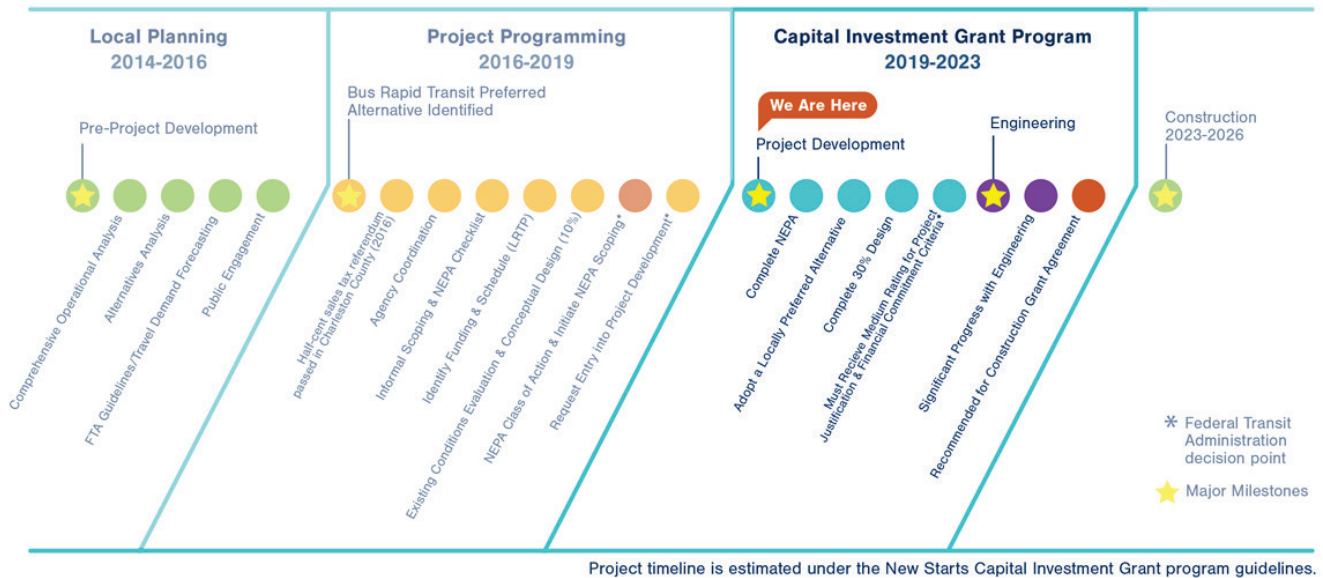 Local Planning
2014-2016
Pre-Project Development
Comprehensive Operational Analysis
Alternatives Analysis
FTA Guidelines/Travel Demand Forecasting
Public Engagement
Project Programming
2016-2019
Bus Rapid Transit Preferred
Alternative Identified
Half-cent sales tax referendum
passed in Charleston County (2016)
Agency Coordination
Informal Scoping & NEPA Checklist
Identify Funding & Schedule (LRTP)
Existing Conditions Evaluation & Conceptual Design (10%)
NEPA Class of Action & Initiate NEPA Scoping*
Request Entry into Project Development*
Capital Investment Grant Program
2019-2023
We Are Here
Project Development
Complete NEPA
Adopt a Locally Preferred Alternative
Complete 30% Design
Must Recieve Medium Rating for Project
Justification & Financial Commitment Criteria*
Engineering
Significant Progress with Engineering
Recommended for Construction Grant Agreement
Construction
2023-2026
* Federal Transit
Administration
decision point
Major Milestones
Project timeline is estimated under the New Starts Capital Investment Grant program guidelines.